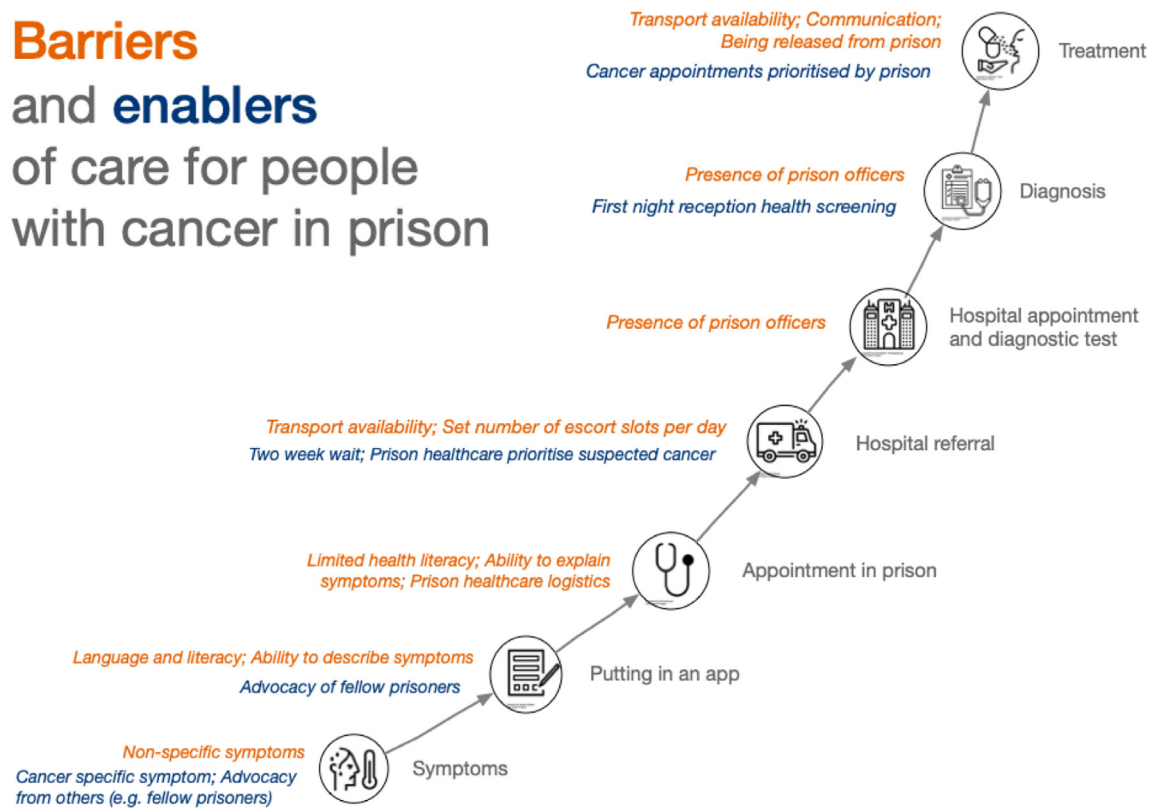 Barriers
and enablers
of care for people
with cancer in prison
Transport availability; Communication;
Being released from prison
Cancer appointments prioritised by prison
Treatment
Presence of prison officers
First night reception health screening
Diagnosis
Presence of prison officers
Hospital appointment
and diagnostic test
Transport availability; Set number of escort slots per day
Two week wait; Prison healthcare prioritise suspected cancer
Hospital referral
Limited health literacy; Ability to explain
symptoms; Prison healthcare logistics
Appointment in prison
Language and literacy; Ability to describe symptoms
Advocacy of fellow prisoners
Putting in an app
Non-specific symptoms
Cancer specific symptom; Advocacy
from others (e.g. fellow prisoners)
Symptoms